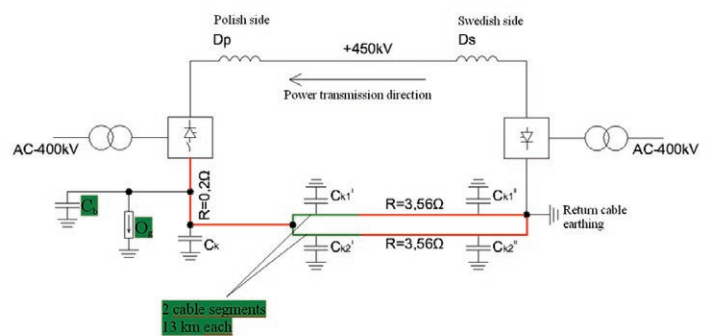 Polish side
Swedish side
Dp
+450kV
Ds
Power transmission direction
AC-400kV
AC-400kV
R=0,2Ω
Cb
Ck1'
R=3,56Ω
Ck1''
Return cable
earthing
R=3,56Ω
Ck
Ck2'
Ck2''
2 cable segments
13 km each